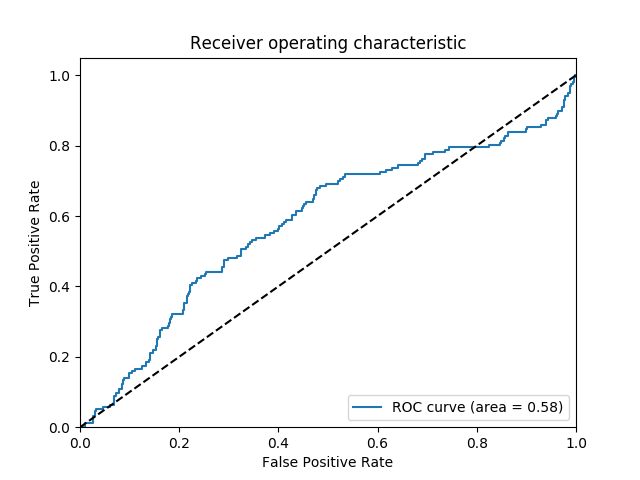 Receiver operating characteristic
1.0
0.8
0.6
0.4
0.2
0.0
True Positive Rate
0.0 0.2 0.4 0.6 0.8 1.0
False Positive Rate
ROC curve (area = 0.58)